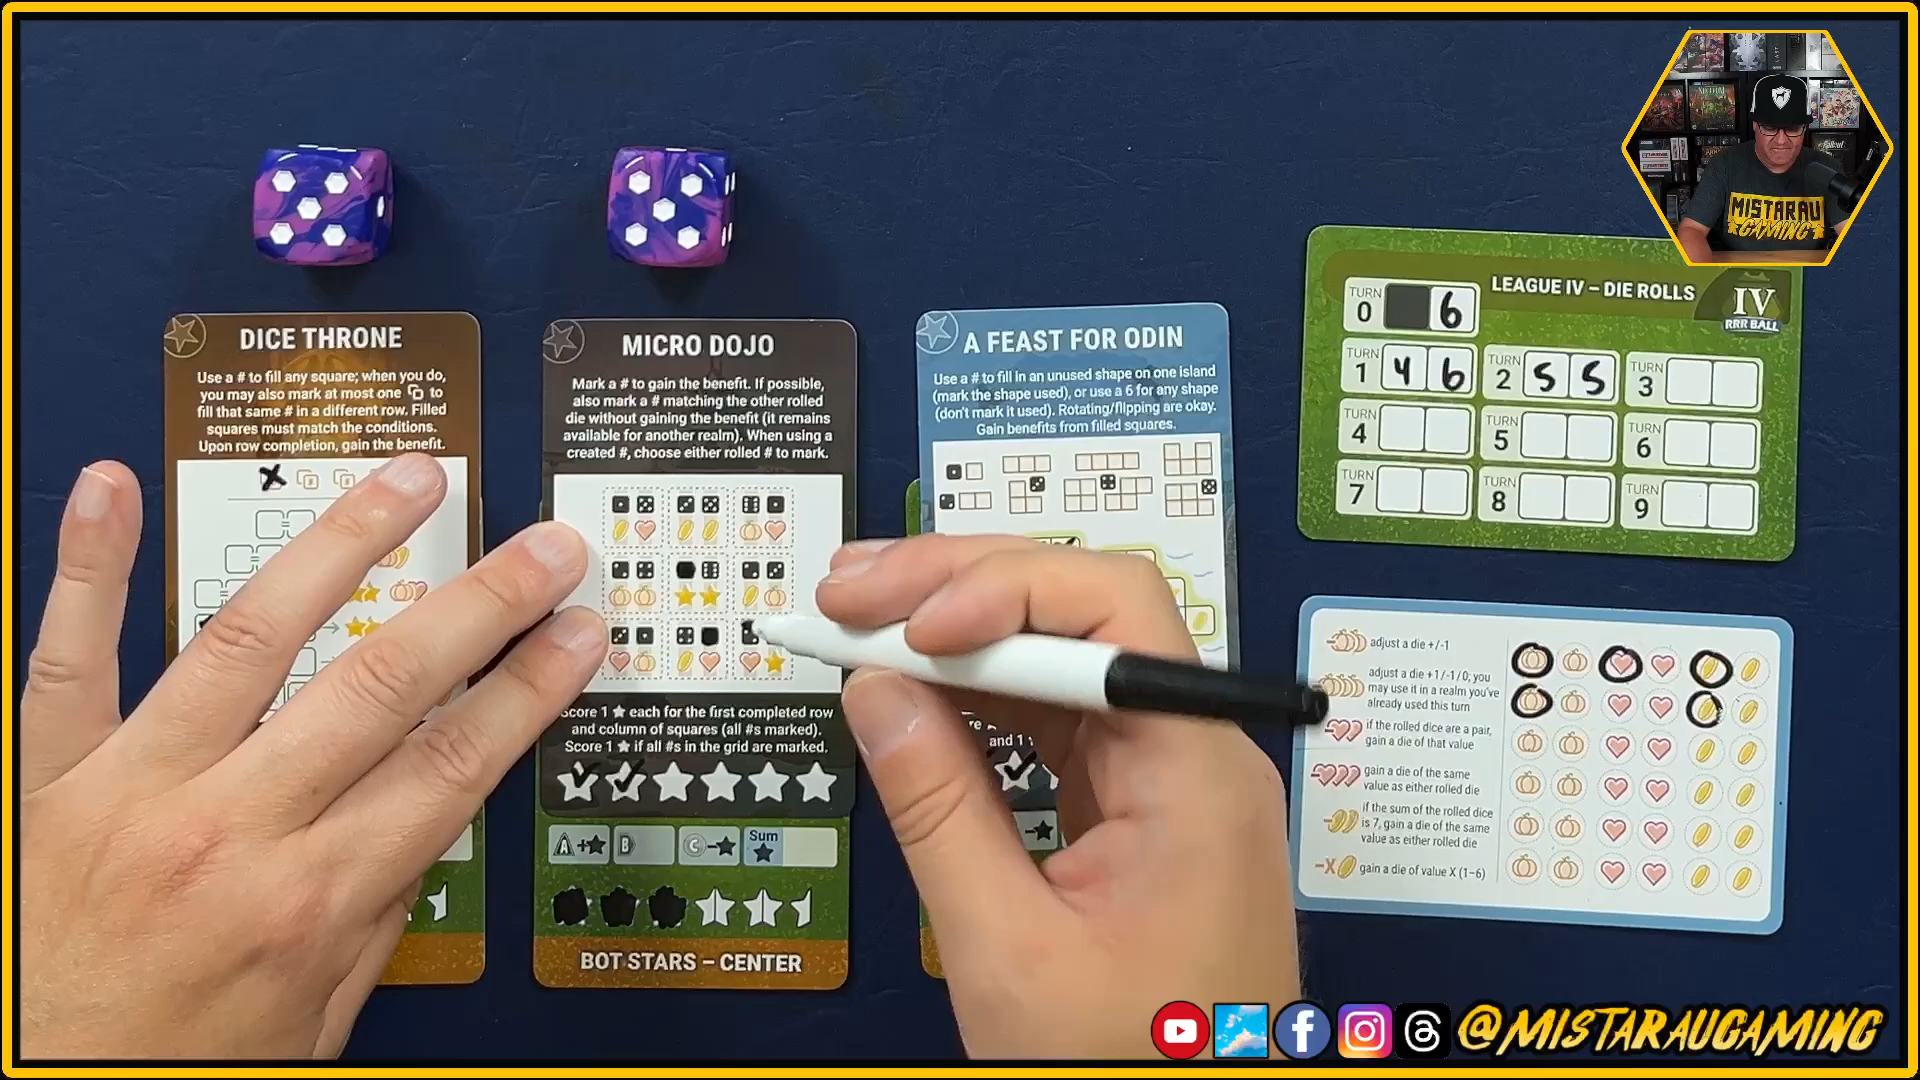 MISTARAU
GAMING
DICE THRONE
Use a # to fill any square; when you do,
you may also mark at most one to
fill that same # in a different row. Filled
squares must match the conditions.
Upon row completion, gain the benefit.
MICRO DOJO
Mark a # to gain the benefit. If possible,
also mark a # matching the other rolled
die without gaining the benefit (it remains
available for another realm). When using a
created #, choose either rolled # to mark.
Score 1 ★ each for the first completed row
and column of squares (all #s marked).
Score 1 ★ if all #s in the grid are marked.
A+★ B C-★ Sum ★
BOT STARS – CENTER
A FEAST FOR ODIN
Use a # to fill in an unused shape on one island
(mark the shape used), or use a 6 for any shape
(don't mark it used). Rotating/flipping are okay.
Gain benefits from filled squares.
and 1
-★
LEAGUE IV – DIE ROLLS
IV
RRR BALL
TURN 0 6
TURN 1 4 6 TURN 2 5 5 TURN 3
TURN 4 TURN 5 TURN 6
TURN 7 TURN 8 TURN 9
adjust a die +/-1
adjust a die +1/-1/0; you
may use it in a realm you've
already used this turn
if the rolled dice are a pair,
gain a die of that value
gain a die of the same
value as either rolled die
if the sum of the rolled dice
is 7, gain a die of the same
value as either rolled die
-X gain a die of value X (1–6)
@MISTARAUGAMING